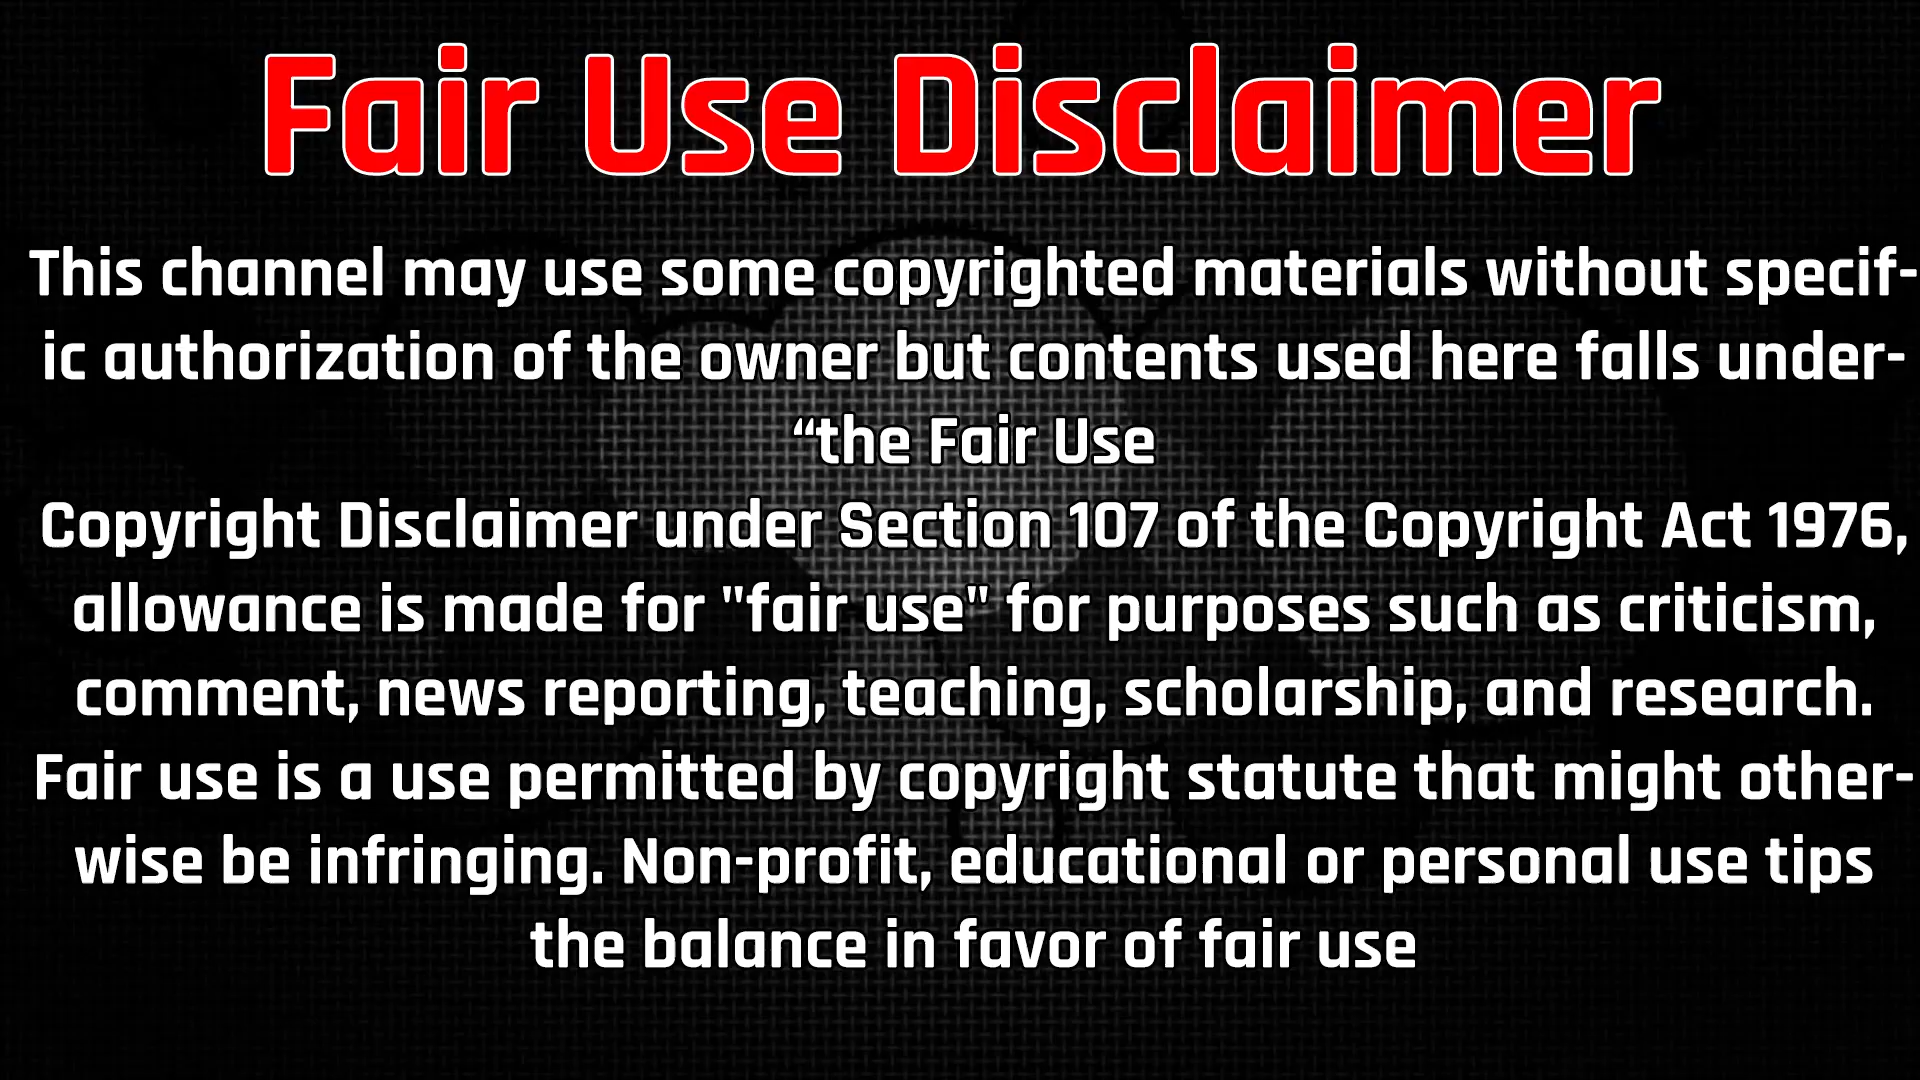 Fair Use Disclaimer
This channel may use some copyrighted materials without specif-
ic authorization of the owner but contents used here falls under-
“the Fair Use
Copyright Disclaimer under Section 107 of the Copyright Act 1976,
allowance is made for "fair use" for purposes such as criticism,
comment, news reporting, teaching, scholarship, and research.
Fair use is a use permitted by copyright statute that might other-
wise be infringing. Non-profit, educational or personal use tips
the balance in favor of fair use